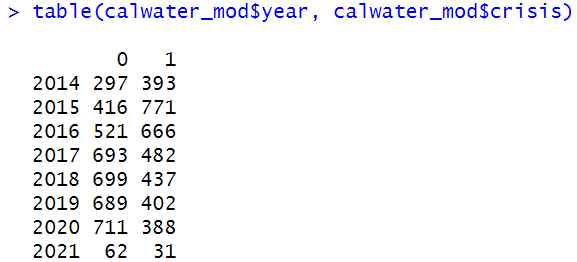 > table(calwater_mod$year, calwater_mod$crisis)
0 1
2014 297 393
2015 416 771
2016 521 666
2017 693 482
2018 699 437
2019 689 402
2020 711 388
2021 62 31